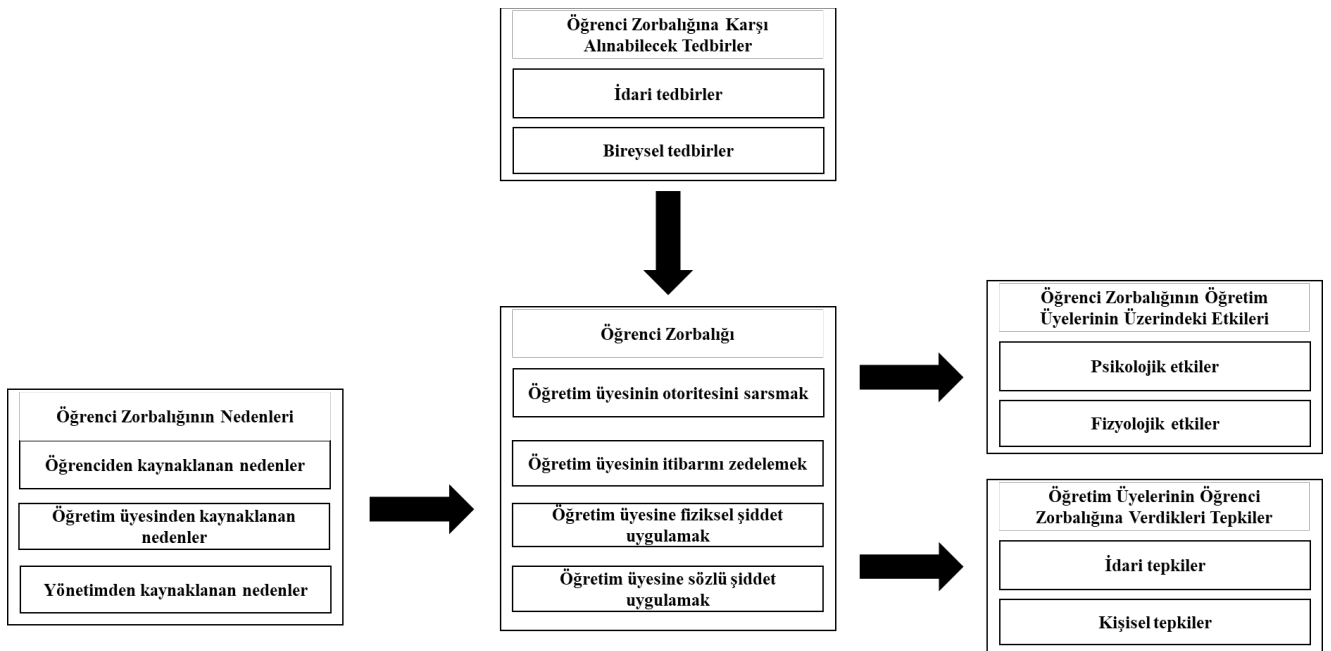 Öğrenci Zorbalığına Karşı
Alınabilecek Tedbirler
İdari tedbirler
Bireysel tedbirler
Öğrenci Zorbalığının Nedenleri
Öğrenciden kaynaklanan nedenler
Öğretim üyesinden kaynaklanan
nedenler
Yönetimden kaynaklanan nedenler
Öğrenci Zorbalığı
Öğretim üyesinin otoritesini sarsmak
Öğretim üyesinin itibarını zedelemek
Öğretim üyesine fiziksel şiddet
uygulamak
Öğretim üyesine sözlü şiddet
uygulamak
Öğrenci Zorbalığının Öğretim
Üyelerinin Üzerindeki Etkileri
Psikolojik etkiler
Fizyolojik etkiler
Öğretim Üyelerinin Öğrenci
Zorbalığına Verdikleri Tepkiler
İdari tepkiler
Kişisel tepkiler